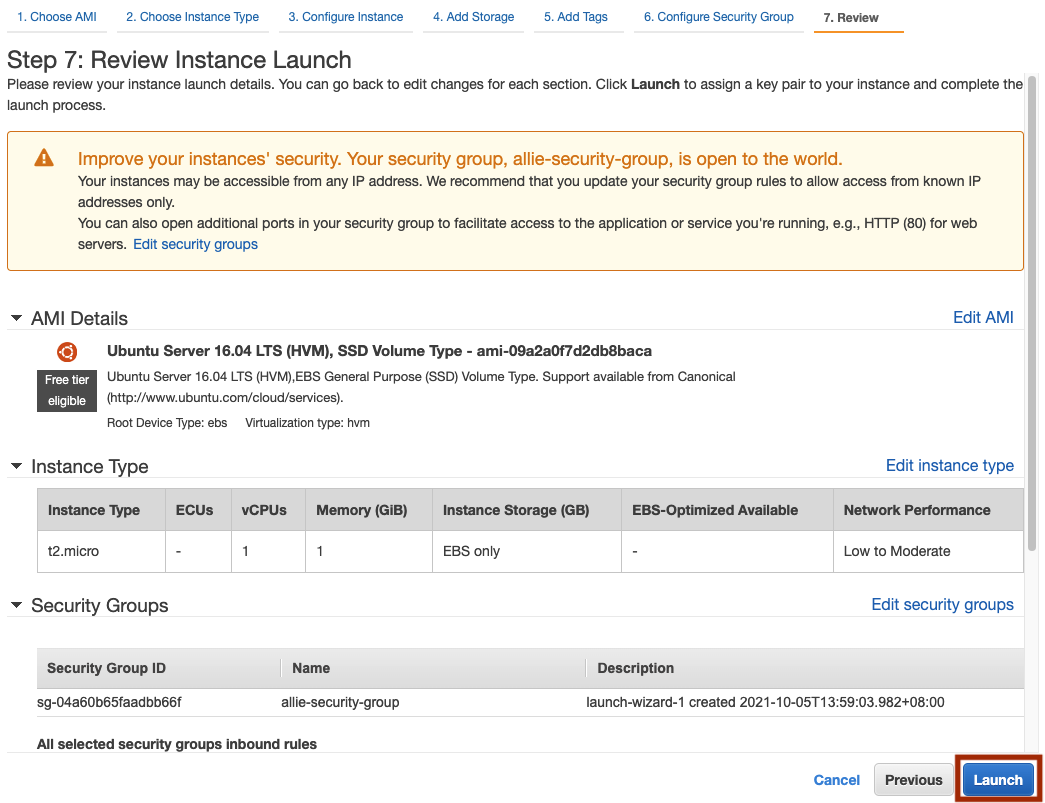 1. Choose AMI 2. Choose Instance Type 3. Configure Instance 4. Add Storage 5. Add Tags 6. Configure Security Group 7. Review
Step 7: Review Instance Launch
Please review your instance launch details. You can go back to edit changes for each section. Click Launch to assign a key pair to your instance and complete the
launch process.
Improve your instances' security. Your security group, allie-security-group, is open to the world.
Your instances may be accessible from any IP address. We recommend that you update your security group rules to allow access from known IP
addresses only.
You can also open additional ports in your security group to facilitate access to the application or service you're running, e.g., HTTP (80) for web
servers. Edit security groups
AMI Details Edit AMI
Ubuntu Server 16.04 LTS (HVM), SSD Volume Type - ami-09a2a0f7d2db8baca
Free tier
eligible
Ubuntu Server 16.04 LTS (HVM),EBS General Purpose (SSD) Volume Type. Support available from Canonical
(http://www.ubuntu.com/cloud/services).
Root Device Type: ebs Virtualization type: hvm
Instance Type Edit instance type
Instance Type ECUs vCPUs Memory (GiB) Instance Storage (GB) EBS-Optimized Available Network Performance
t2.micro - 1 1 EBS only - Low to Moderate
Security Groups Edit security groups
Security Group ID Name Description
sg-04a60b65faadbb66f allie-security-group launch-wizard-1 created 2021-10-05T13:59:03.982+08:00
All selected security groups inbound rules
Cancel Previous Launch